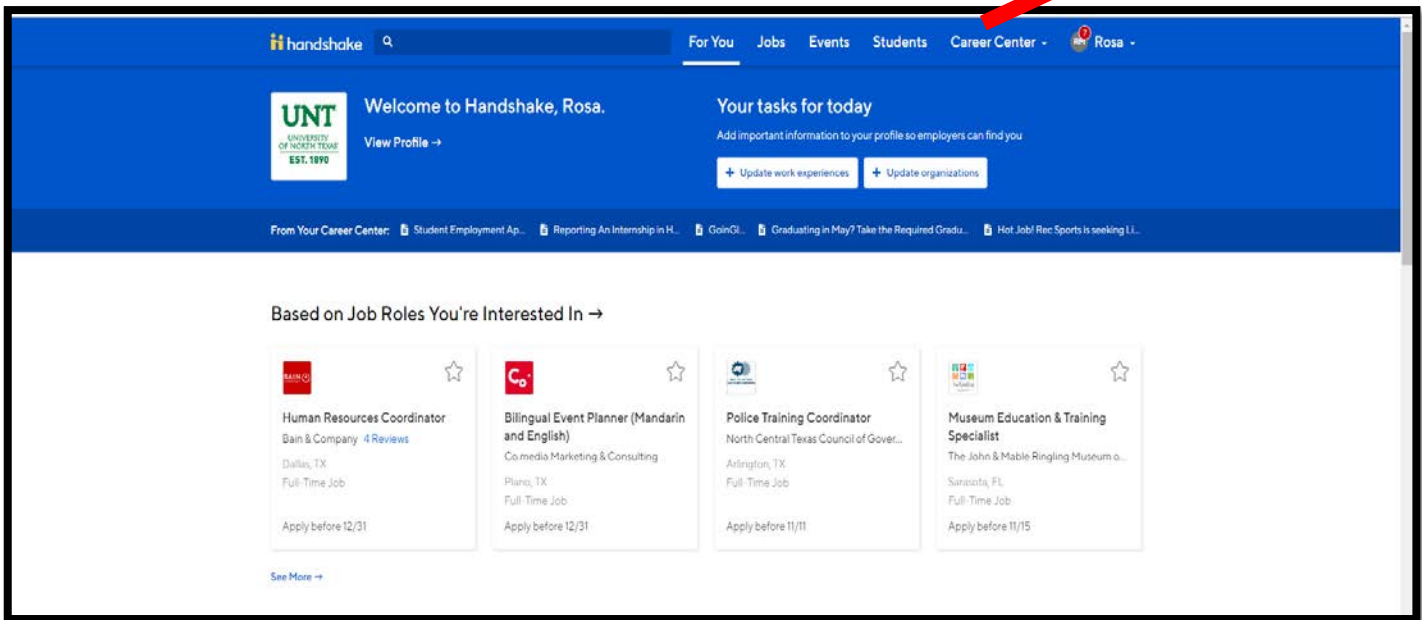 handshake
For You Jobs Events Students Career Center Rosa
7
UNT
UNIVERSITY
OF NORTH TEXAS
EST. 1890
Welcome to Handshake, Rosa.
View Profile →
Your tasks for today
Add important information to your profile so employers can find you
+ Update work experiences + Update organizations
From Your Career Center: Student Employment Ap... Reporting An Internship in H... GoinGl... Graduating in May? Take the Required Gradu... Hot Job! Rec Sports is seeking Li...
Based on Job Roles You're Interested In →
BAIN
Human Resources Coordinator
Bain & Company 4 Reviews
Dallas, TX
Full-Time Job
Apply before 12/31
Co
Bilingual Event Planner (Mandarin
and English)
Co.media Marketing & Consulting
Plano, TX
Full-Time Job
Apply before 12/31
Police Training Coordinator
North Central Texas Council of Gover...
Arlington, TX
Full-Time Job
Apply before 11/11
Museum Education & Training
Specialist
The John & Mable Ringling Museum o...
Sarasota, FL
Full-Time Job
Apply before 11/15
See More →